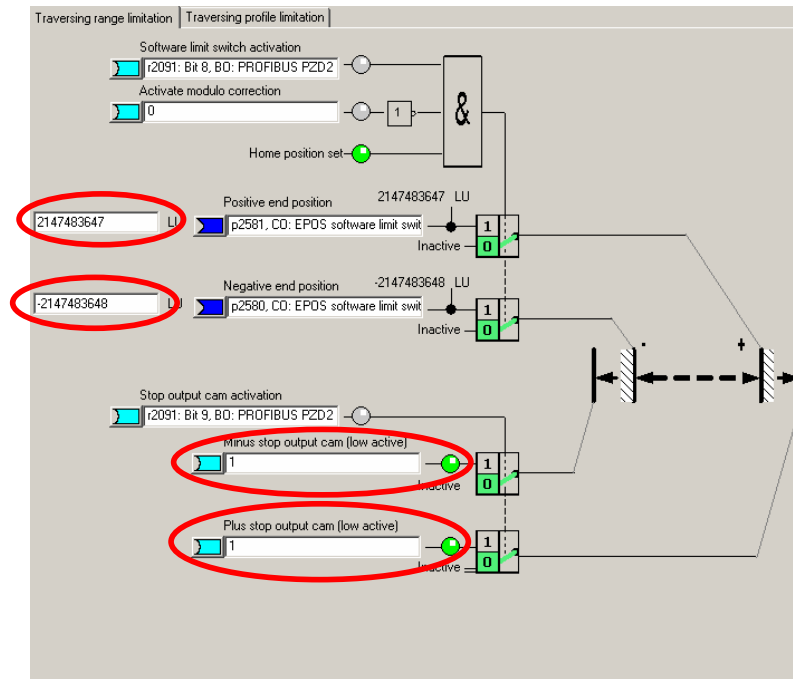 Traversing range limitation
Traversing profile limitation
Software limit switch activation
r2091: Bit 8, BO: PROFIBUS PZD2
Activate modulo correction
0
1
&
Home position set
Positive end position
2147483647 LU
2147483647 LU
p2581, CO: EPOS software limit swit
1
Inactive
0
Negative end position
-2147483648 LU
-2147483648 LU
p2580, CO: EPOS software limit swit
1
Inactive
0
-
+
Stop output cam activation
r2091: Bit 9, BO: PROFIBUS PZD2
Minus stop output cam (low active)
1
1
Inactive
0
Plus stop output cam (low active)
1
1
Inactive
0